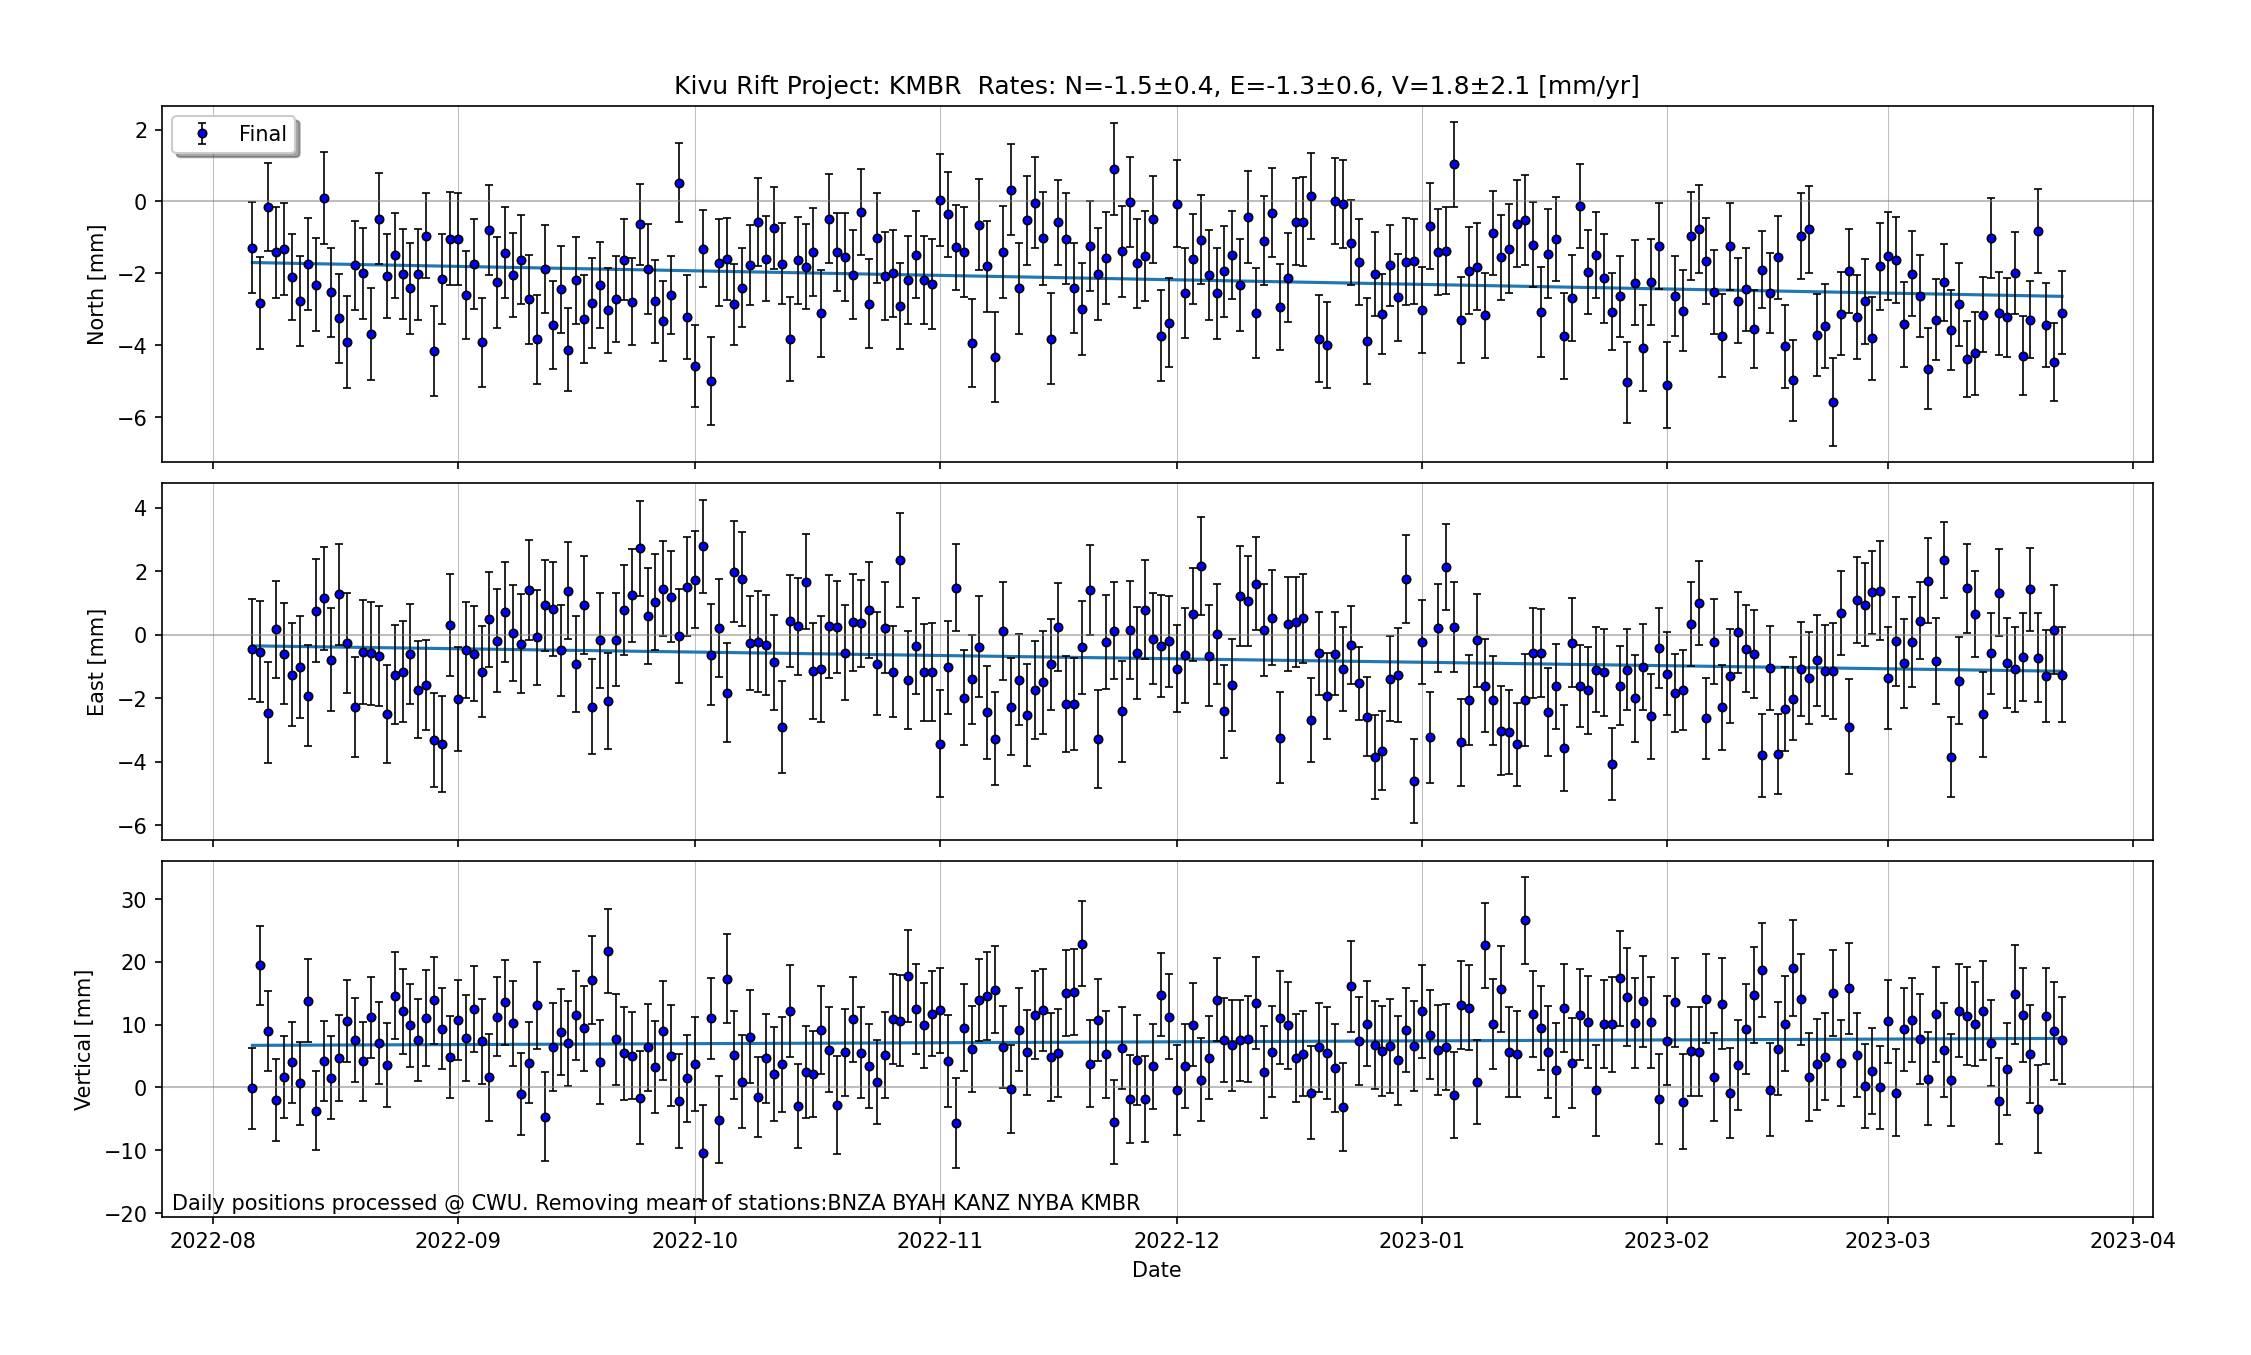 Kivu Rift Project: KMBR  Rates: N=-1.5±0.4, E=-1.3±0.6, V=1.8±2.1 [mm/yr]
Final
2
0
−2
−4
−6
North [mm]
4
2
0
−2
−4
−6
East [mm]
30
20
10
0
−10
−20
Vertical [mm]
Daily positions processed @ CWU. Removing mean of stations:BNZA BYAH KANZ NYBA KMBR
2022-08 2022-09 2022-10 2022-11 2022-12 2023-01 2023-02 2023-03 2023-04
Date